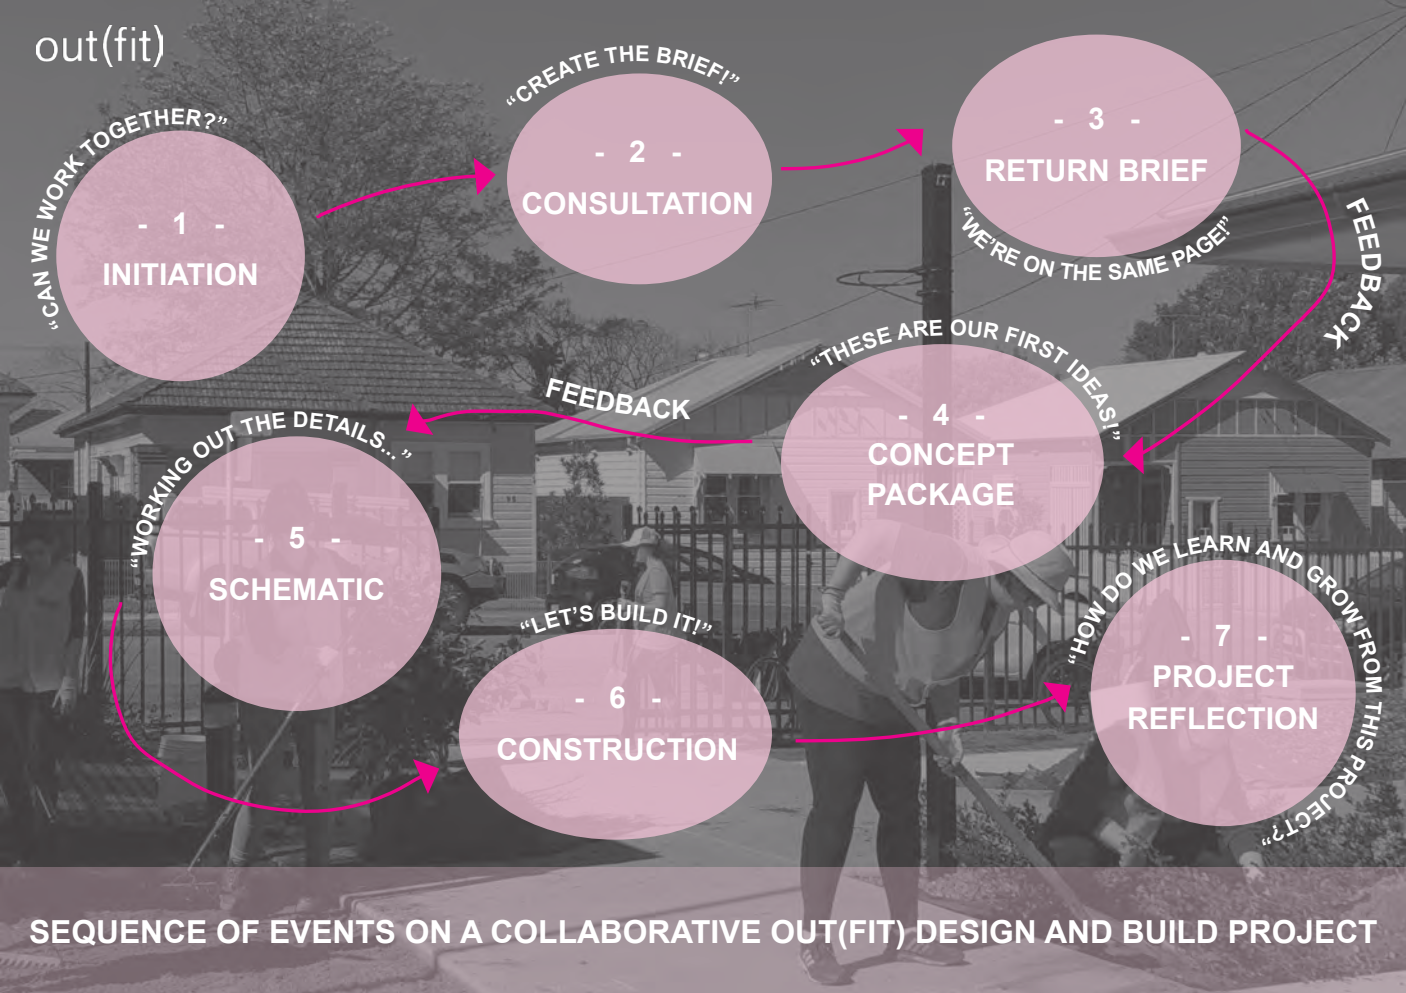 out(fit)
“CAN WE WORK TOGETHER?”
- 1 -
INITIATION
“CREATE THE BRIEF!”
- 2 -
CONSULTATION
- 3 -
RETURN BRIEF
“WE’RE ON THE SAME PAGE!”
FEEDBACK
“THESE ARE OUR FIRST IDEAS!”
- 4 -
CONCEPT
PACKAGE
FEEDBACK
“WORKING OUT THE DETAILS...”
- 5 -
SCHEMATIC
“LET’S BUILD IT!”
- 6 -
CONSTRUCTION
“HOW DO WE LEARN AND GROW FROM THIS PROJECT?”
- 7 -
PROJECT
REFLECTION
SEQUENCE OF EVENTS ON A COLLABORATIVE OUT(FIT) DESIGN AND BUILD PROJECT